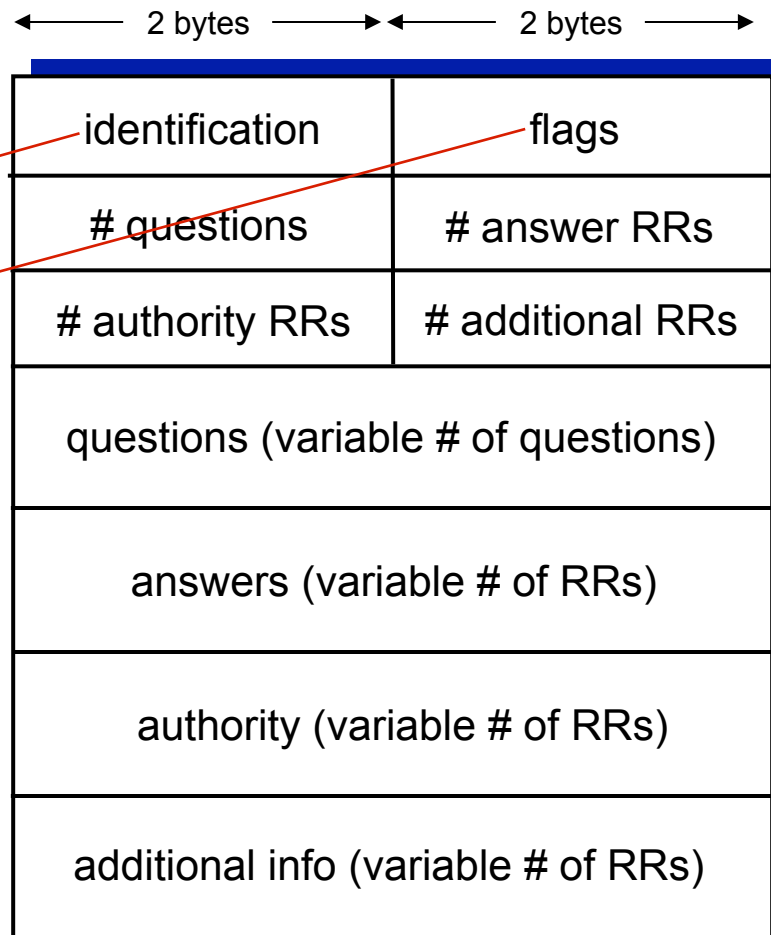 2 bytes 2 bytes
identification flags
# questions # answer RRs
# authority RRs # additional RRs
questions (variable # of questions)
answers (variable # of RRs)
authority (variable # of RRs)
additional info (variable # of RRs)